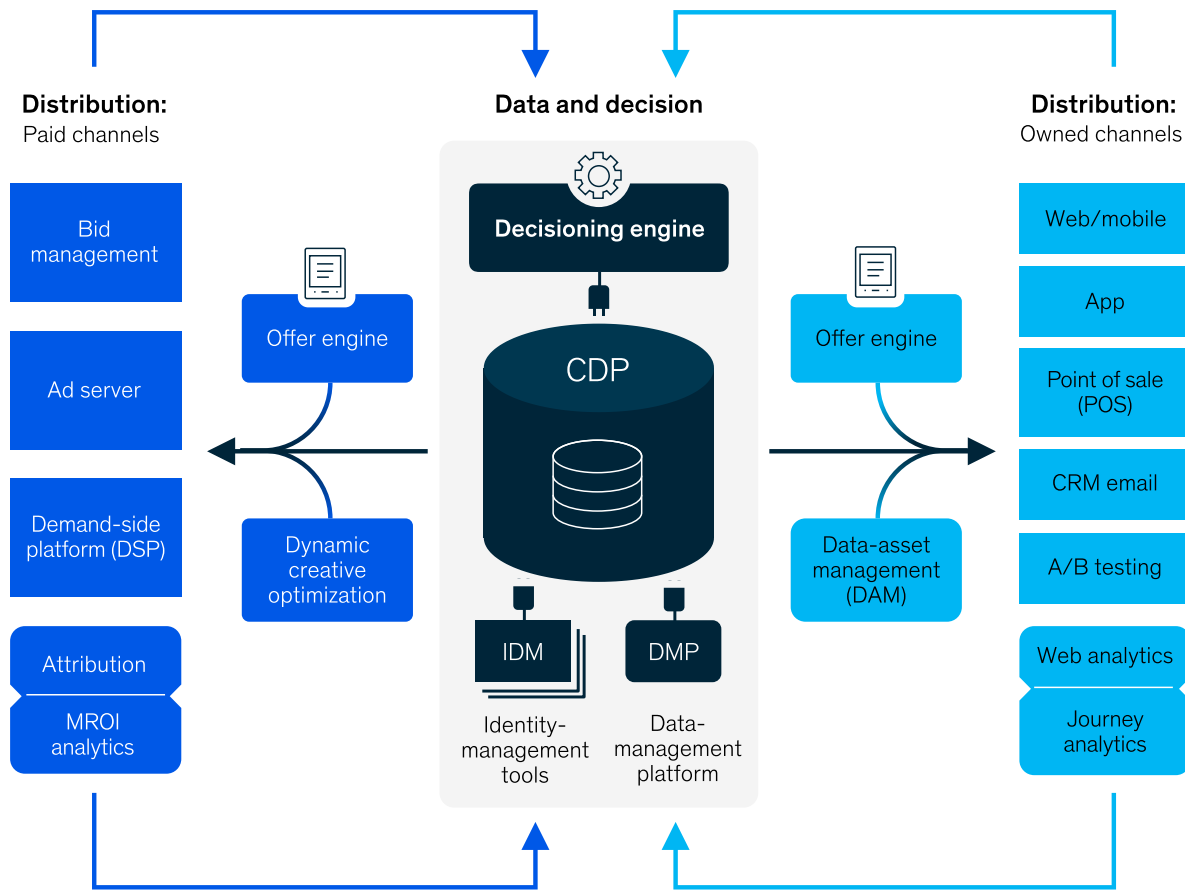 Distribution:
Paid channels
Bid
management
Ad server
Demand-side
platform (DSP)
Attribution
MROI
analytics
Offer engine
Dynamic
creative
optimization
Data and decision
Decisioning engine
CDP
IDM
Identity-
management
tools
DMP
Data-
management
platform
Offer engine
Data-asset
management
(DAM)
Distribution:
Owned channels
Web/mobile
App
Point of sale
(POS)
CRM email
A/B testing
Web analytics
Journey
analytics